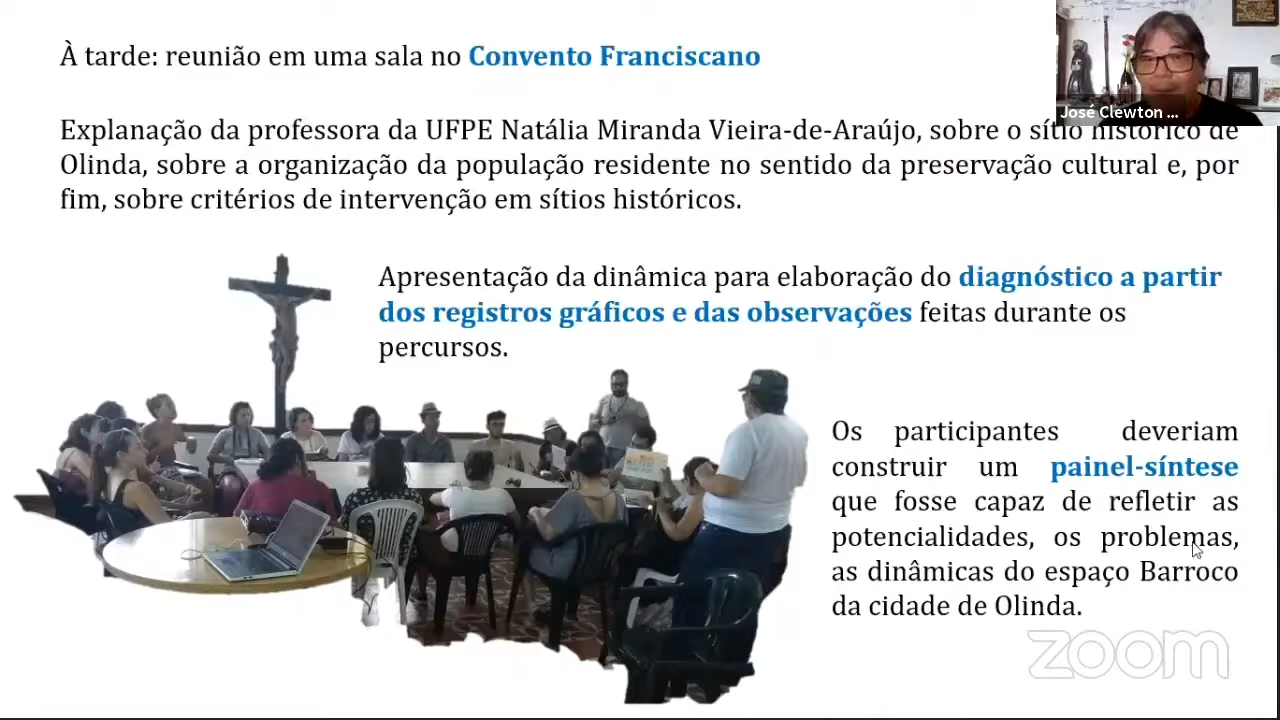 À tarde: reunião em uma sala no Convento Franciscano
José Clewton ...
Explanação da professora da UFPE Natália Miranda Vieira-de-Araújo, sobre o sítio histórico de
Olinda, sobre a organização da população residente no sentido da preservação cultural e, por
fim, sobre critérios de intervenção em sítios históricos.
Apresentação da dinâmica para elaboração do diagnóstico a partir
dos registros gráficos e das observações feitas durante os
percursos.
Os participantes deveriam
construir um painel-síntese
que fosse capaz de refletir as
potencialidades, os problemas,
as dinâmicas do espaço Barroco
da cidade de Olinda.
zoom